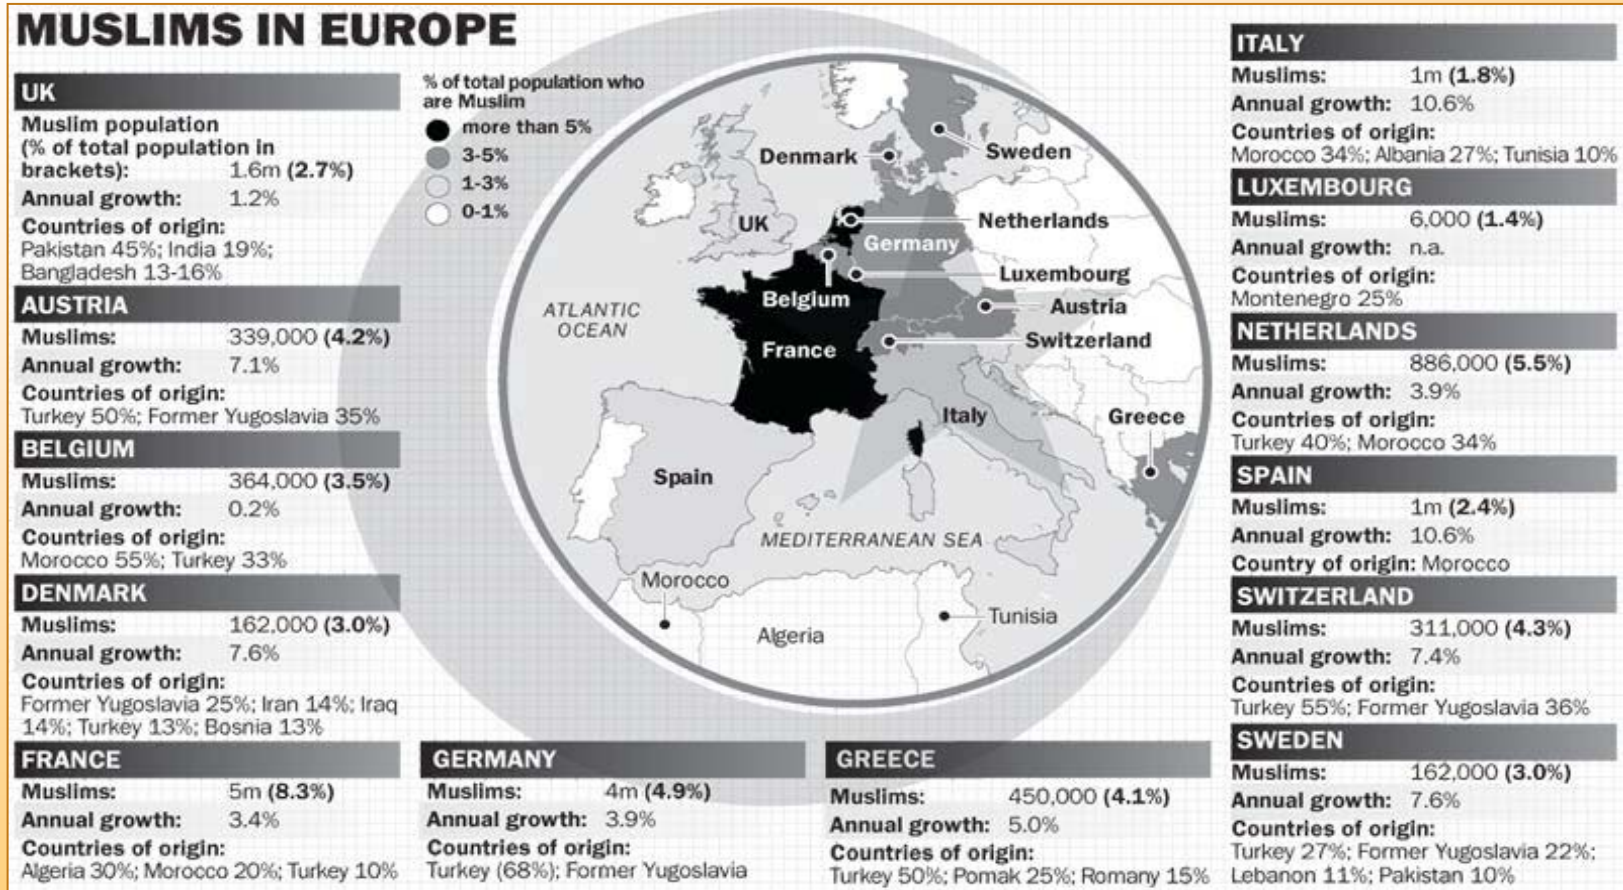 MUSLIMS IN EUROPE
UK
Muslim population
(% of total population in
brackets): 1.6m (2.7%)
Annual growth: 1.2%
Countries of origin:
Pakistan 45%; India 19%;
Bangladesh 13-16%
AUSTRIA
Muslims: 339,000 (4.2%)
Annual growth: 7.1%
Countries of origin:
Turkey 50%; Former Yugoslavia 35%
BELGIUM
Muslims: 364,000 (3.5%)
Annual growth: 0.2%
Countries of origin:
Morocco 55%; Turkey 33%
DENMARK
Muslims: 162,000 (3.0%)
Annual growth: 7.6%
Countries of origin:
Former Yugoslavia 25%; Iran 14%; Iraq
14%; Turkey 13%; Bosnia 13%
FRANCE
Muslims: 5m (8.3%)
Annual growth: 3.4%
Countries of origin:
Algeria 30%; Morocco 20%; Turkey 10%
% of total population who
are Muslim
more than 5%
3-5%
1-3%
0-1%
Denmark
Sweden
UK
Netherlands
Germany
Luxembourg
Belgium
Austria
ATLANTIC
OCEAN
Switzerland
France
Italy
Greece
Spain
MEDITERRANEAN SEA
Morocco
Tunisia
Algeria
GERMANY
Muslims: 4m (4.9%)
Annual growth: 3.9%
Countries of origin:
Turkey (68%); Former Yugoslavia
GREECE
Muslims: 450,000 (4.1%)
Annual growth: 5.0%
Countries of origin:
Turkey 50%; Pomak 25%; Romany 15%
ITALY
Muslims: 1m (1.8%)
Annual growth: 10.6%
Countries of origin:
Morocco 34%; Albania 27%; Tunisia 10%
LUXEMBOURG
Muslims: 6,000 (1.4%)
Annual growth: n.a.
Countries of origin:
Montenegro 25%
NETHERLANDS
Muslims: 886,000 (5.5%)
Annual growth: 3.9%
Countries of origin:
Turkey 40%; Morocco 34%
SPAIN
Muslims: 1m (2.4%)
Annual growth: 10.6%
Country of origin: Morocco
SWITZERLAND
Muslims: 311,000 (4.3%)
Annual growth: 7.4%
Countries of origin:
Turkey 55%; Former Yugoslavia 36%
SWEDEN
Muslims: 162,000 (3.0%)
Annual growth: 7.6%
Countries of origin:
Turkey 27%; Former Yugoslavia 22%;
Lebanon 11%; Pakistan 10%